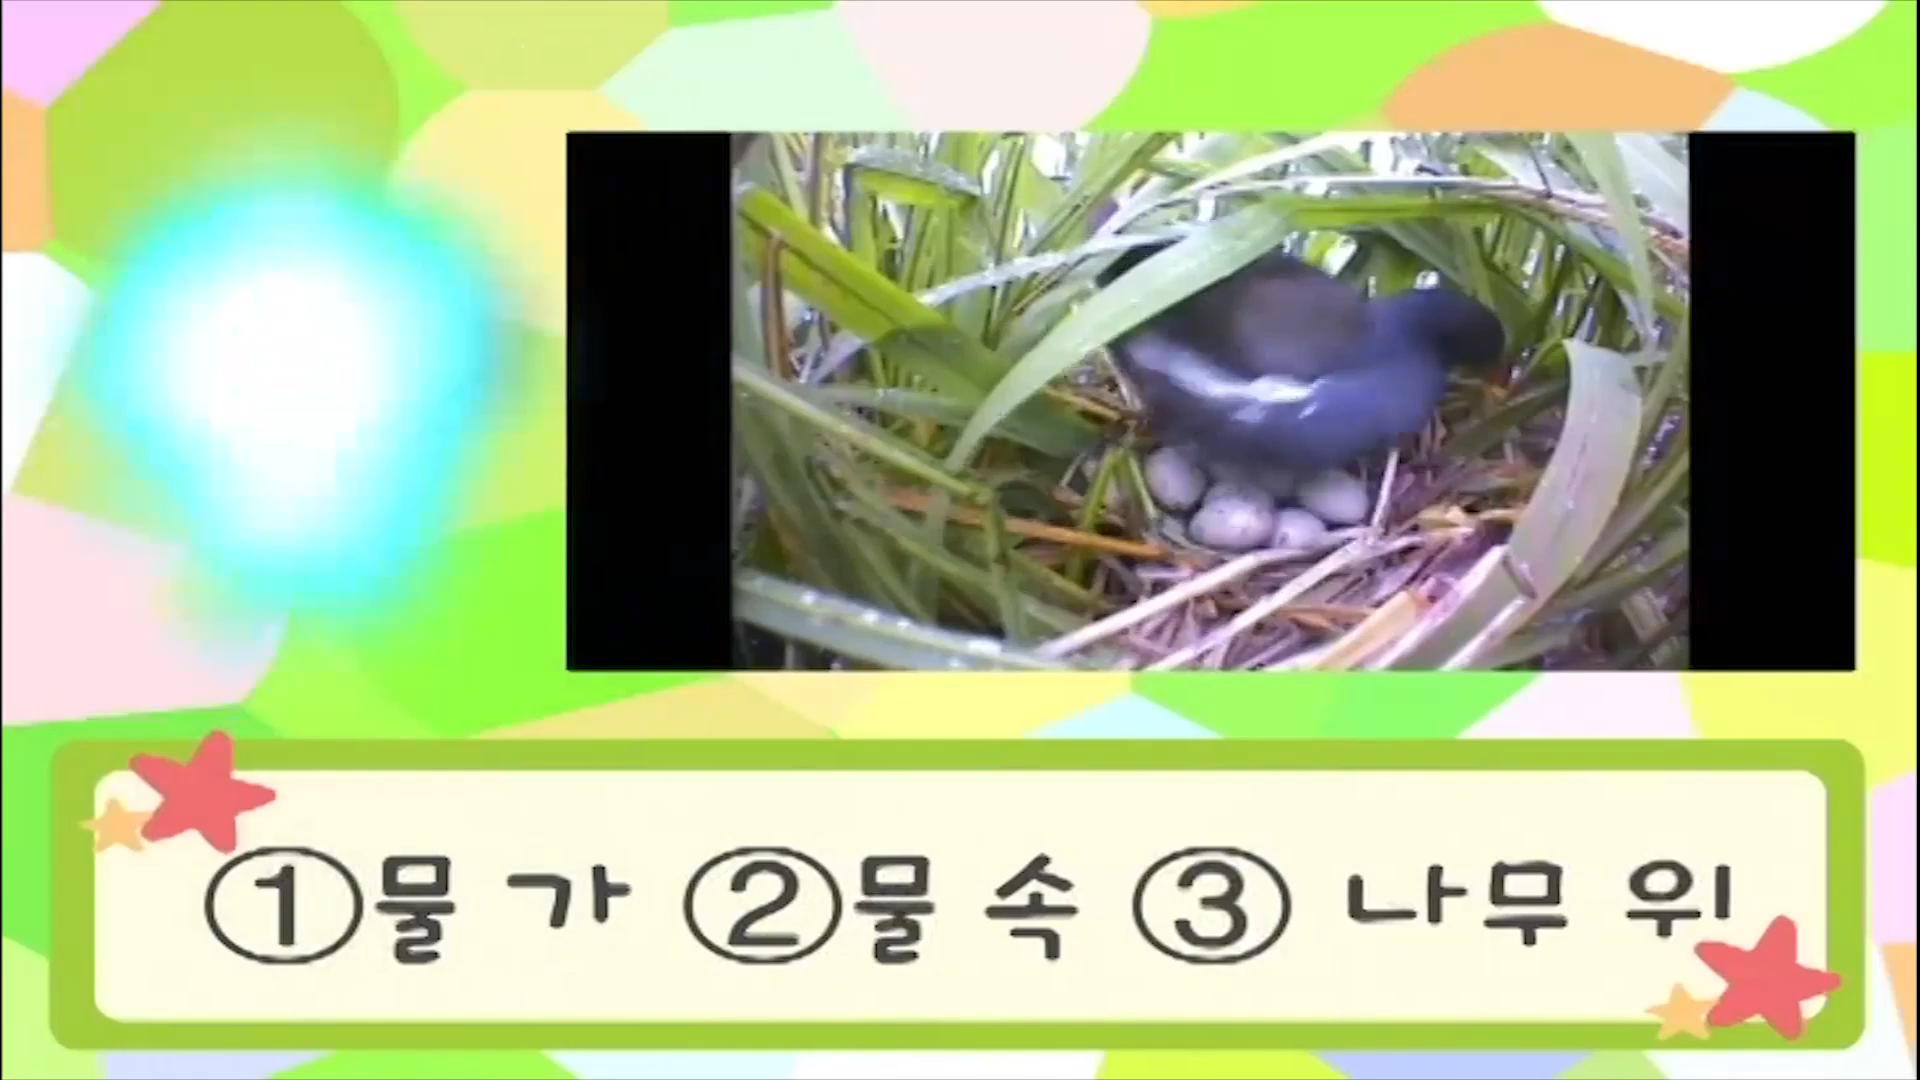 ①물 가 ②물 속 ③ 나무 위